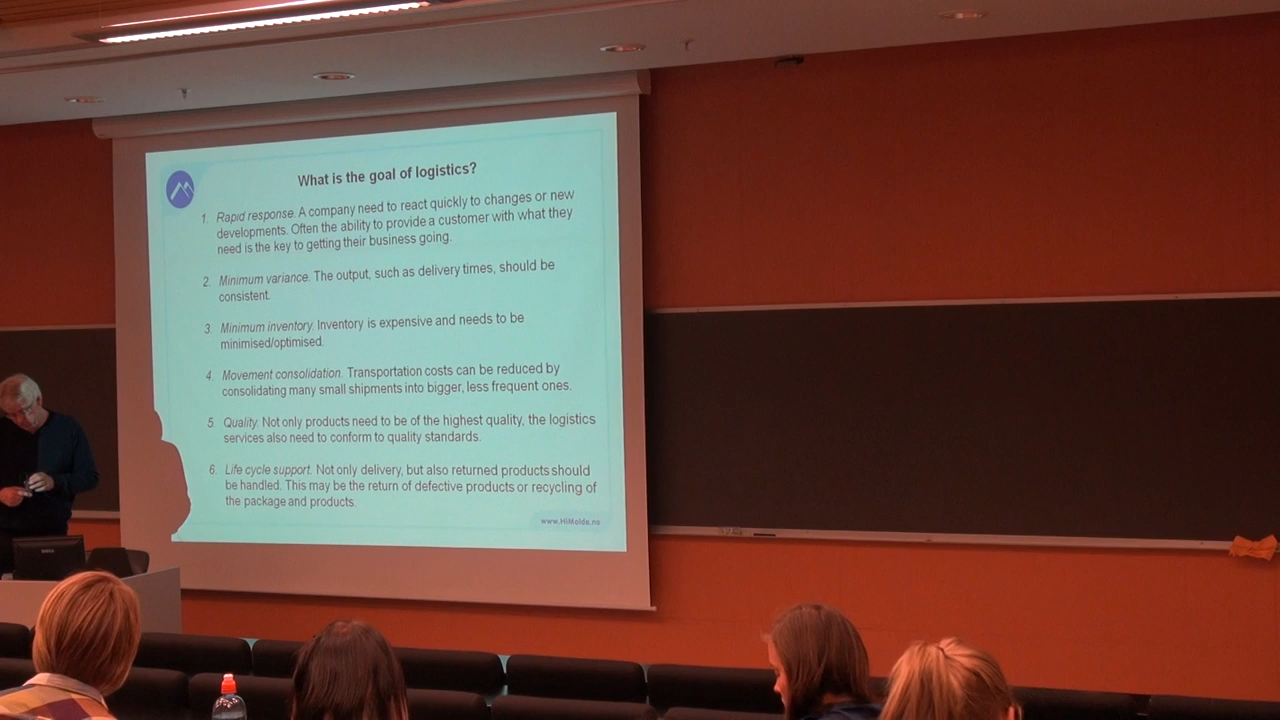 What is the goal of logistics?
1. Rapid response. A company need to react quickly to changes or new
developments. Often the ability to provide a customer with what they
need is the key to getting their business going.
2. Minimum variance. The output, such as delivery times, should be
consistent.
3. Minimum inventory. Inventory is expensive and needs to be
minimised/optimised.
4. Movement consolidation. Transportation costs can be reduced by
consolidating many small shipments into bigger, less frequent ones.
5. Quality. Not only products need to be of the highest quality, the logistics
services also need to conform to quality standards.
6. Life cycle support. Not only delivery, but also returned products should
be handled. This may be the return of defective products or recycling of
the package and products.
www.HiMolde.no